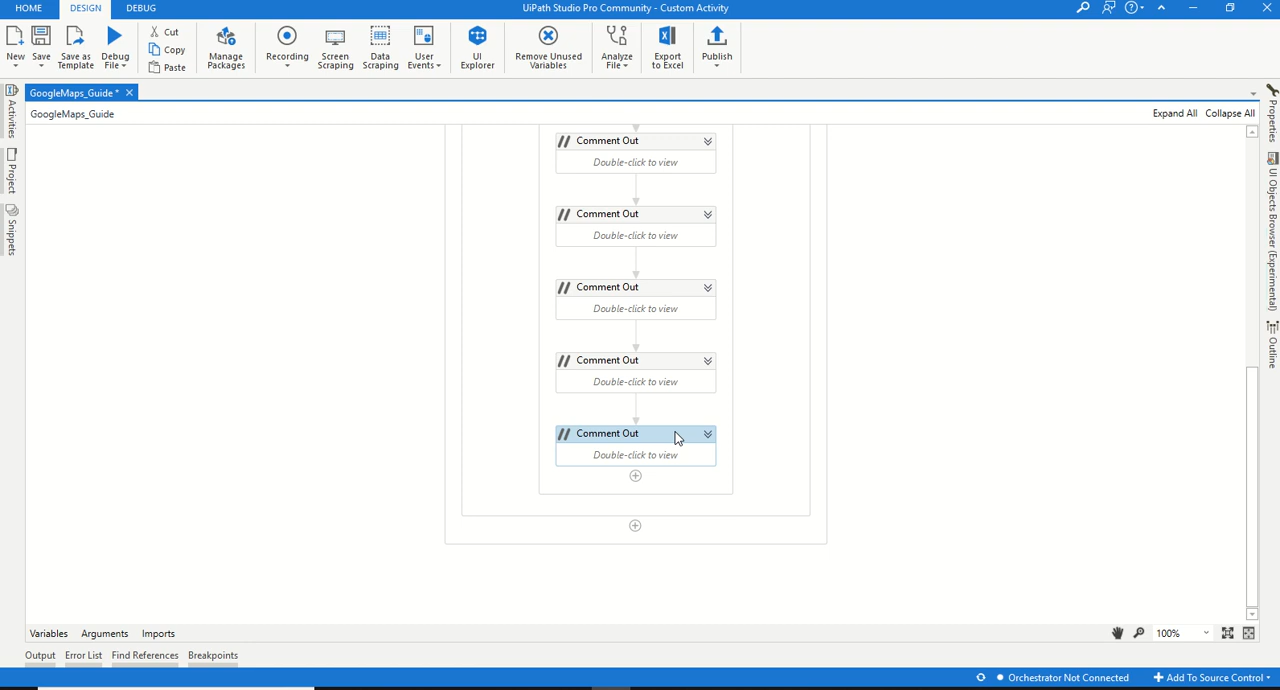 HOME DESIGN DEBUG UiPath Studio Pro Community - Custom Activity
New Save Save as Template Debug File Cut Copy Paste Manage Packages Recording Screen Scraping Data Scraping User Events UI Explorer Remove Unused Variables Analyze File Export to Excel Publish
GoogleMaps_Guide *
GoogleMaps_Guide Expand All Collapse All
Activities
Project
Snippets
Properties
UI Objects Browser (Experimental)
Outline
// Comment Out
Double-click to view
// Comment Out
Double-click to view
// Comment Out
Double-click to view
// Comment Out
Double-click to view
// Comment Out
Double-click to view
Variables Arguments Imports 100%
Output Error List Find References Breakpoints
Orchestrator Not Connected Add To Source Control